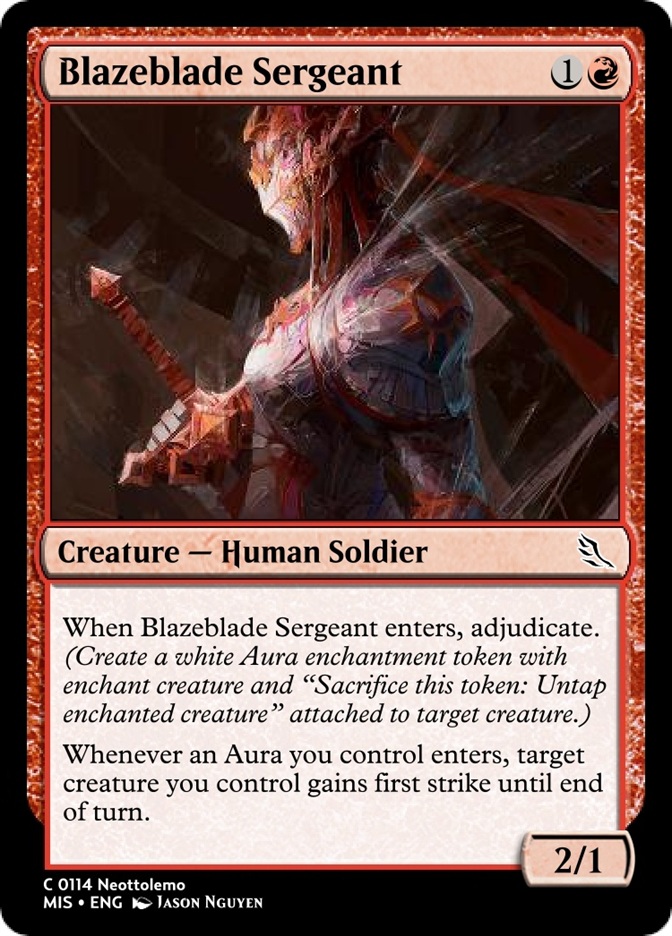 Blazeblade Sergeant 1
Creature — Human Soldier
When Blazeblade Sergeant enters, adjudicate.
(Create a white Aura enchantment token with
enchant creature and “Sacrifice this token: Untap
enchanted creature” attached to target creature.)
Whenever an Aura you control enters, target
creature you control gains first strike until end
of turn.
2/1
C 0114 Neottolemo
MIS • ENG Jason Nguyen